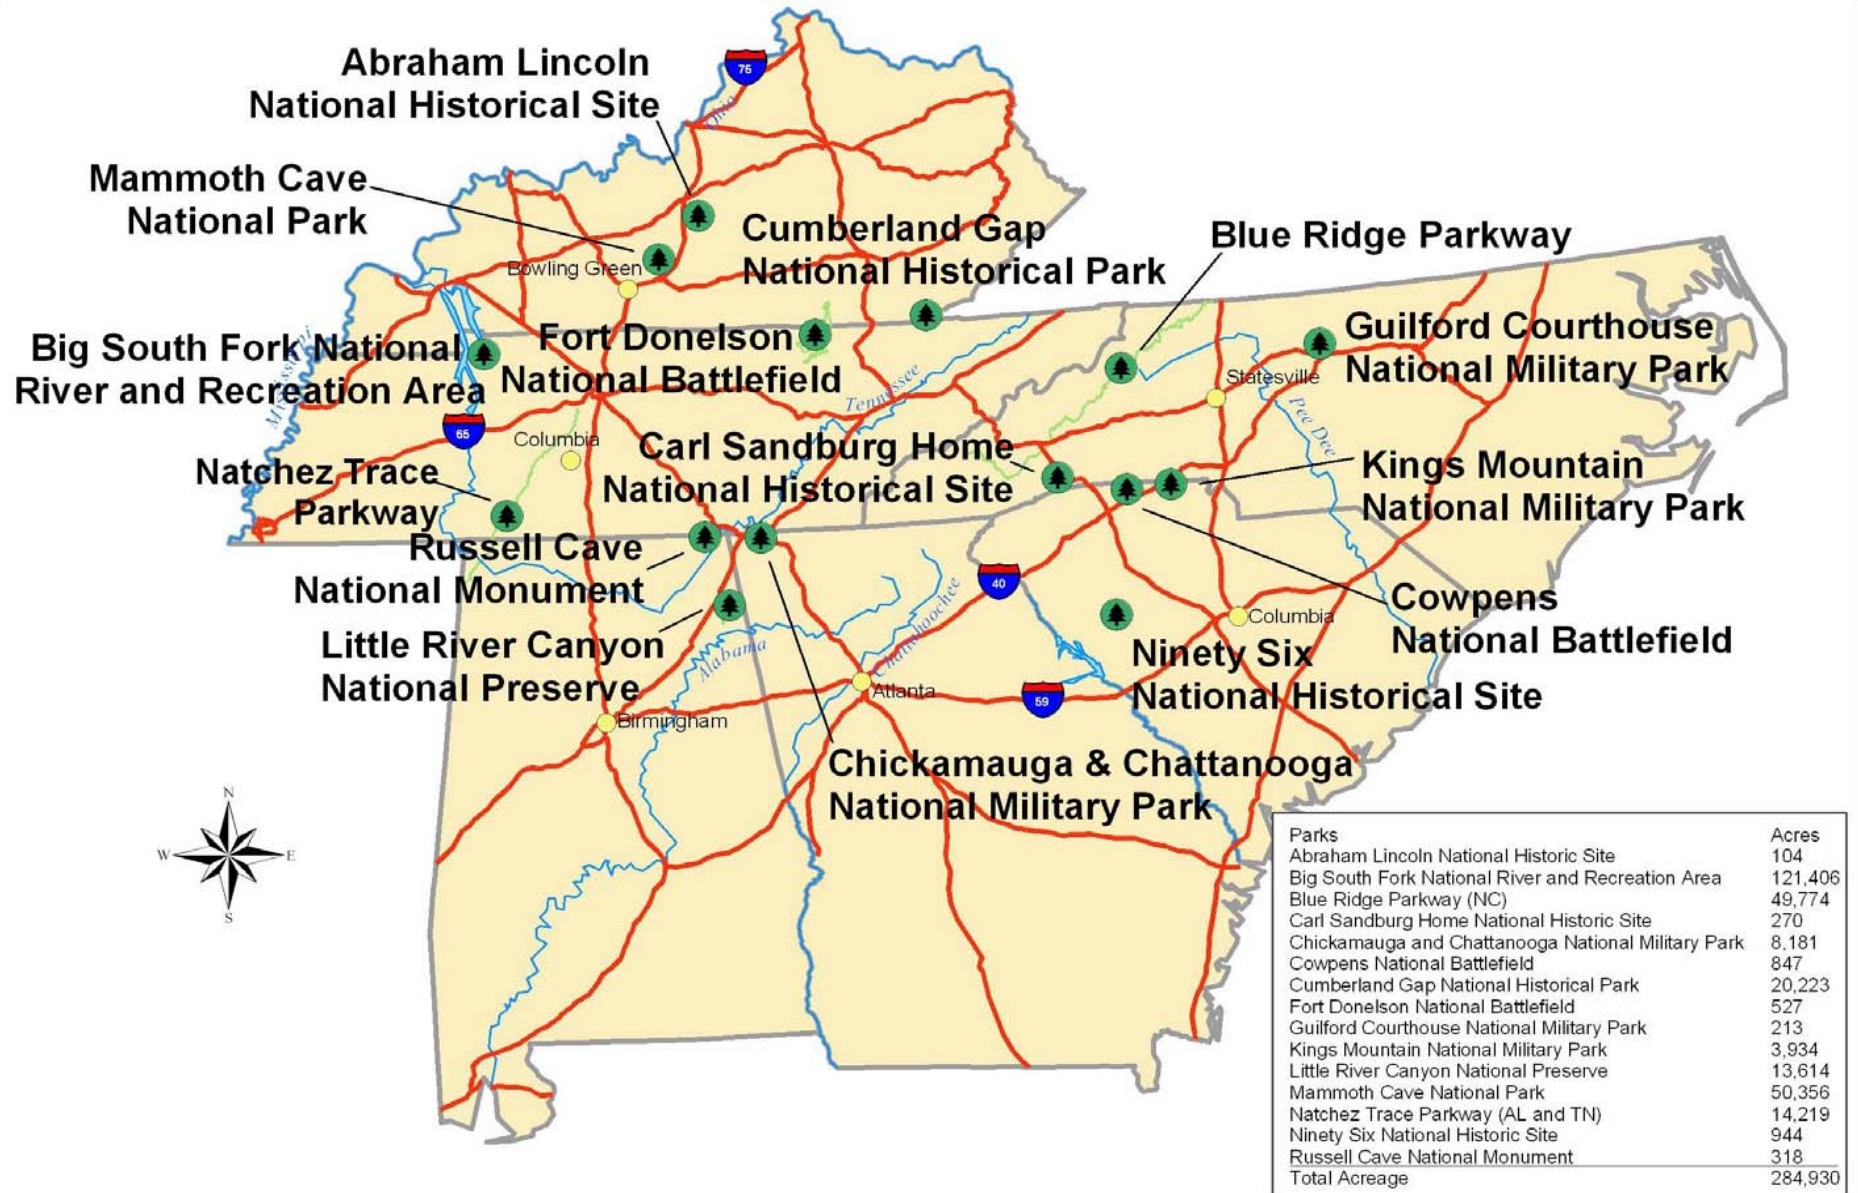 75
Abraham Lincoln
National Historical Site
Ohio
Mammoth Cave
National Park
Cumberland Gap
National Historical Park
Blue Ridge Parkway
Bowling Green
Big South Fork National
River and Recreation Area
Mississippi
Fort Donelson
National Battlefield
Guilford Courthouse
National Military Park
Tennessee
Statesville
Pee Dee
65
Columbia
Carl Sandburg Home
National Historical Site
Kings Mountain
National Military Park
Natchez Trace
Parkway
Russell Cave
National Monument
40
Chattahoochee
Cowpens
National Battlefield
Columbia
Little River Canyon
National Preserve
Alabama
Ninety Six
National Historical Site
Atlanta
59
Birmingham
Chickamauga & Chattanooga
National Military Park
N
W E
S
Parks Acres
Abraham Lincoln National Historic Site 104
Big South Fork National River and Recreation Area 121,406
Blue Ridge Parkway (NC) 49,774
Carl Sandburg Home National Historic Site 270
Chickamauga and Chattanooga National Military Park 8,181
Cowpens National Battlefield 847
Cumberland Gap National Historical Park 20,223
Fort Donelson National Battlefield 527
Guilford Courthouse National Military Park 213
Kings Mountain National Military Park 3,934
Little River Canyon National Preserve 13,614
Mammoth Cave National Park 50,356
Natchez Trace Parkway (AL and TN) 14,219
Ninety Six National Historic Site 944
Russell Cave National Monument 318
Total Acreage 284,930